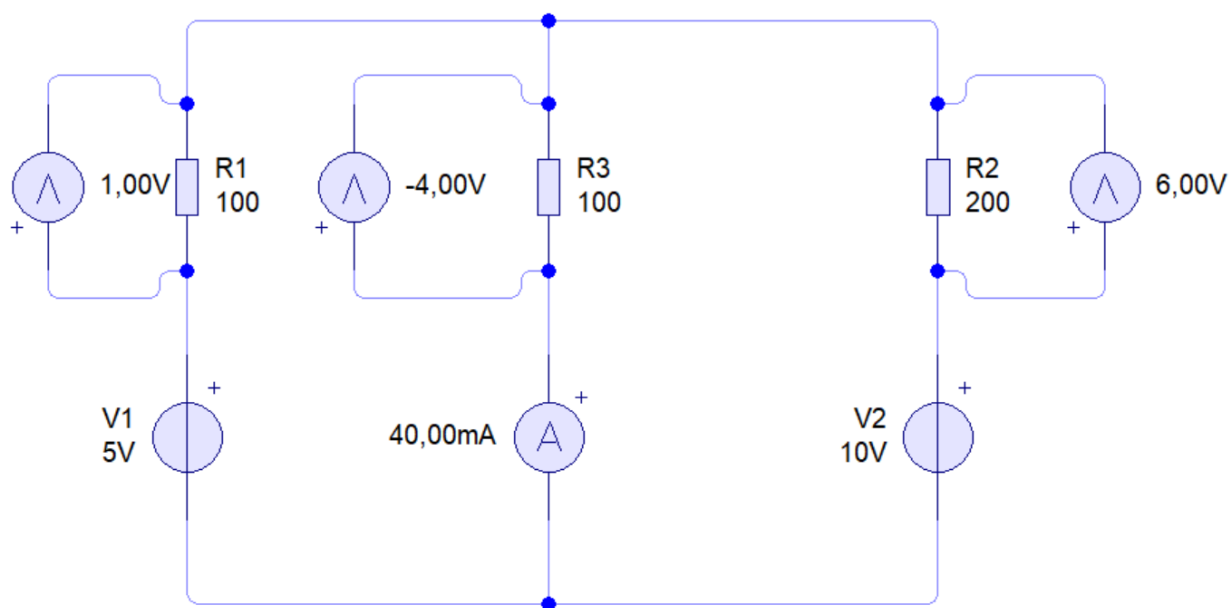 1,00V
R1
100
-4,00V
R3
100
R2
200
6,00V
+
+
+
+
V1
5V
+
40,00mA
A
+
V2
10V